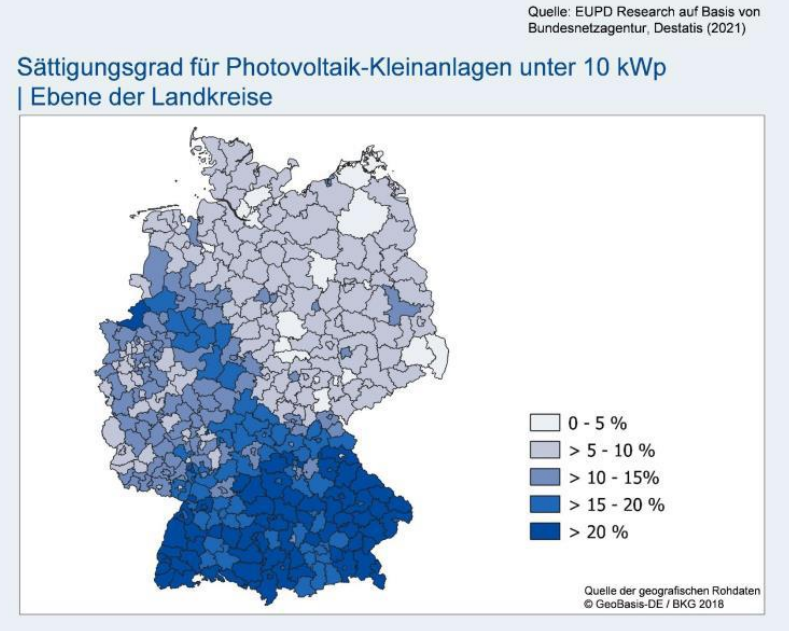 Quelle: EUPD Research auf Basis von
Bundesnetzagentur, Destatis (2021)
Sättigungsgrad für Photovoltaik-Kleinanlagen unter 10 kWp
| Ebene der Landkreise
0 - 5 %
> 5 - 10 %
> 10 - 15%
> 15 - 20 %
> 20 %
Quelle der geografischen Rohdaten
© GeoBasis-DE / BKG 2018